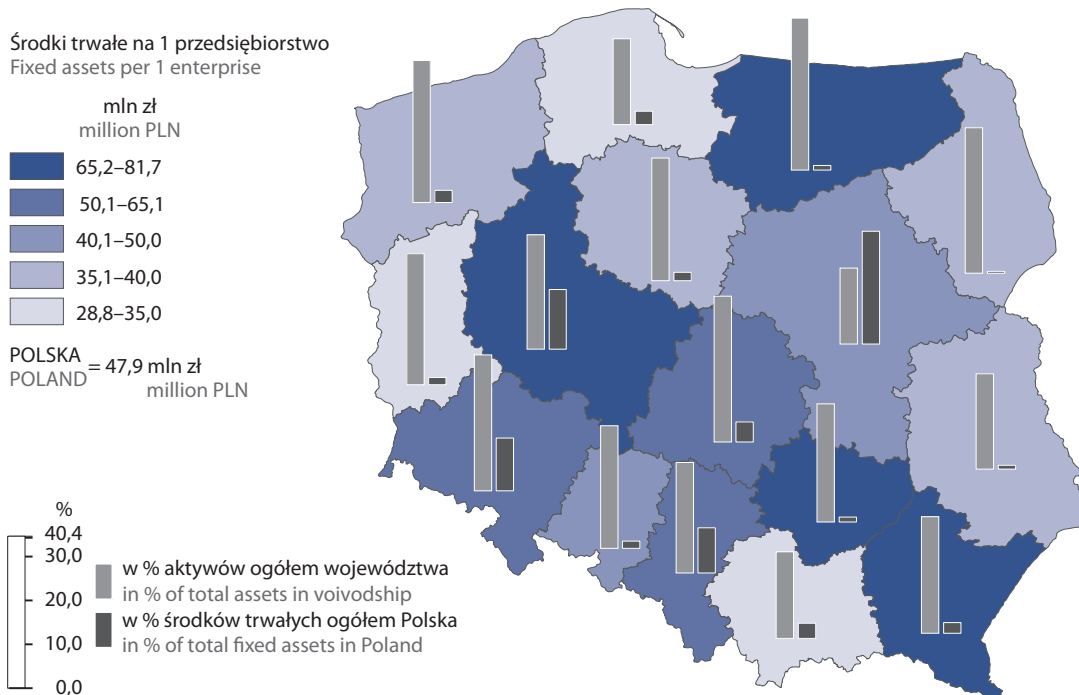 Środki trwałe na 1 przedsiębiorstwo
Fixed assets per 1 enterprise
mln zł
million PLN
65,2–81,7
50,1–65,1
40,1–50,0
35,1–40,0
28,8–35,0
POLSKA
POLAND = 47,9 mln zł
million PLN
%
40,4
30,0
20,0
10,0
0,0
w % aktywów ogółem województwa
in % of total assets in voivodship
w % środków trwałych ogółem Polska
in % of total fixed assets in Poland